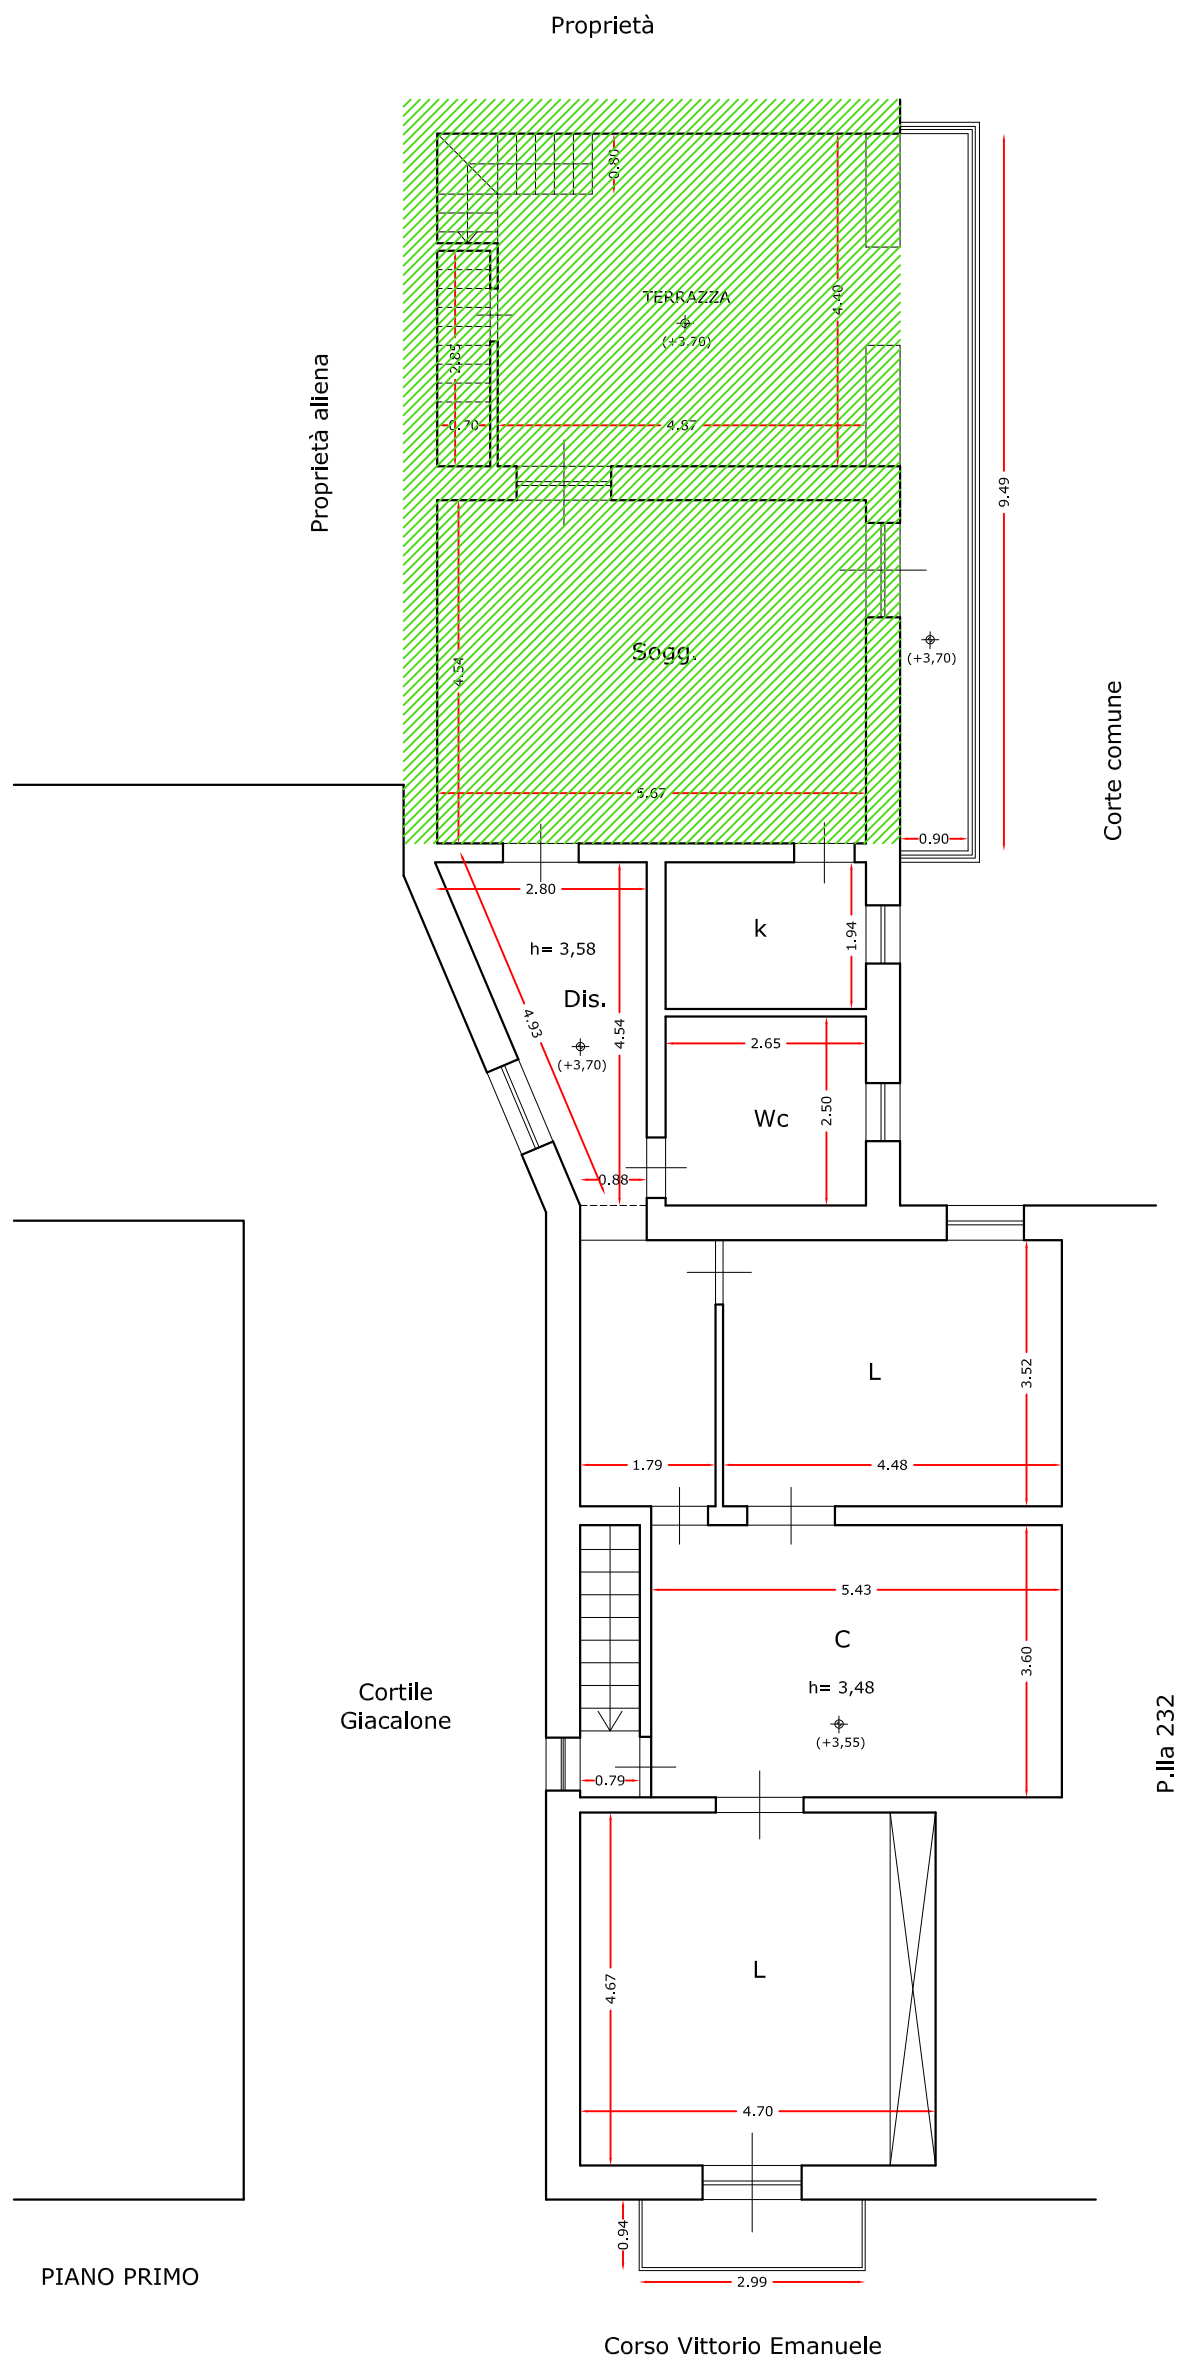 Proprietà
0.80
TERRAZZA
(+3,70)
4.40
2.85
0.70
4.87
Proprietà aliena
9.49
Sogg.
4.54
(+3,70)
5.67
0.90
Corte comune
2.80
h= 3,58
k
1.94
Dis.
4.93
4.54
(+3,70)
2.65
Wc
2.50
0.88
L
3.52
1.79
4.48
5.43
C
3.60
h= 3,48
(+3,55)
Cortile
Giacalone
P.lla 232
0.79
L
4.67
4.70
0.94
2.99
PIANO PRIMO
Corso Vittorio Emanuele